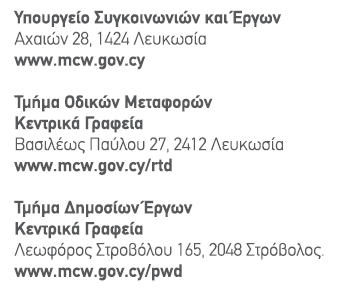 Υπουργείο Συγκοινωνιών και Έργων
Αχαιών 28, 1424 Λευκωσία
www.mcw.gov.cy
Τμήμα Οδικών Μεταφορών
Κεντρικά Γραφεία
Βασιλέως Παύλου 27, 2412 Λευκωσία
www.mcw.gov.cy/rtd
Τμήμα Δημοσίων Έργων
Κεντρικά Γραφεία
Λεωφόρος Στροβόλου 165, 2048 Στρόβολος.
www.mcw.gov.cy/pwd